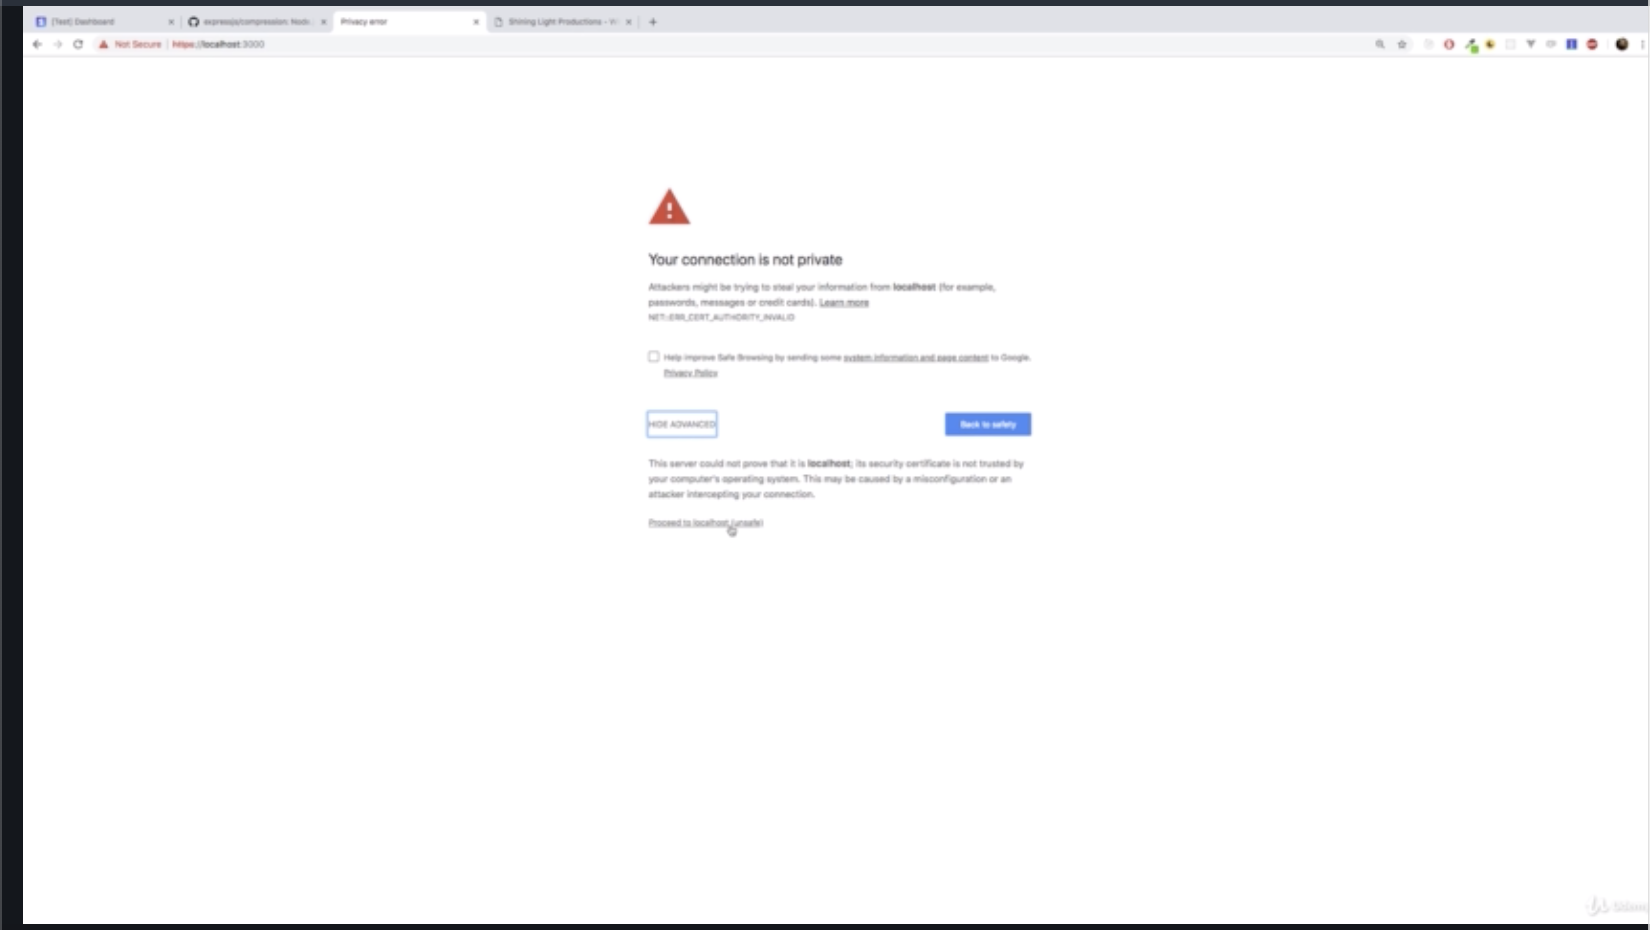 [Test] Dashboard
expressjs/compression: Node.
Privacy error
Shining Light Productions - Wi
Not Secure
https://localhost:3000
Your connection is not private
Attackers might be trying to steal your information from localhost (for example,
passwords, messages or credit cards). Learn more
NET::ERR_CERT_AUTHORITY_INVALID
Help improve Safe Browsing by sending some system information and page content to Google.
Privacy Policy
HIDE ADVANCED
Back to safety
This server could not prove that it is localhost; its security certificate is not trusted by
your computer's operating system. This may be caused by a misconfiguration or an
attacker intercepting your connection.
Proceed to localhost (unsafe)